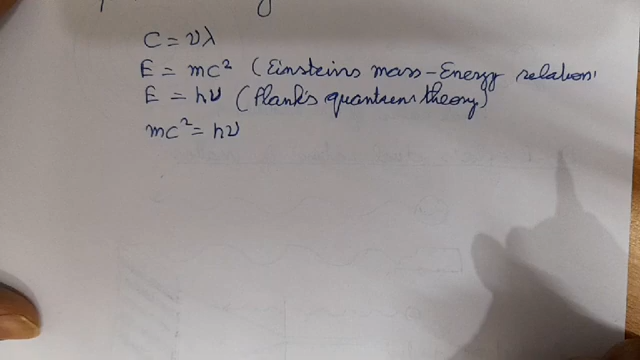 C = νλ
E = mc² (Einsteins mass-Energy relation
E = hν (Plank's quantum theory)
mc² = hν